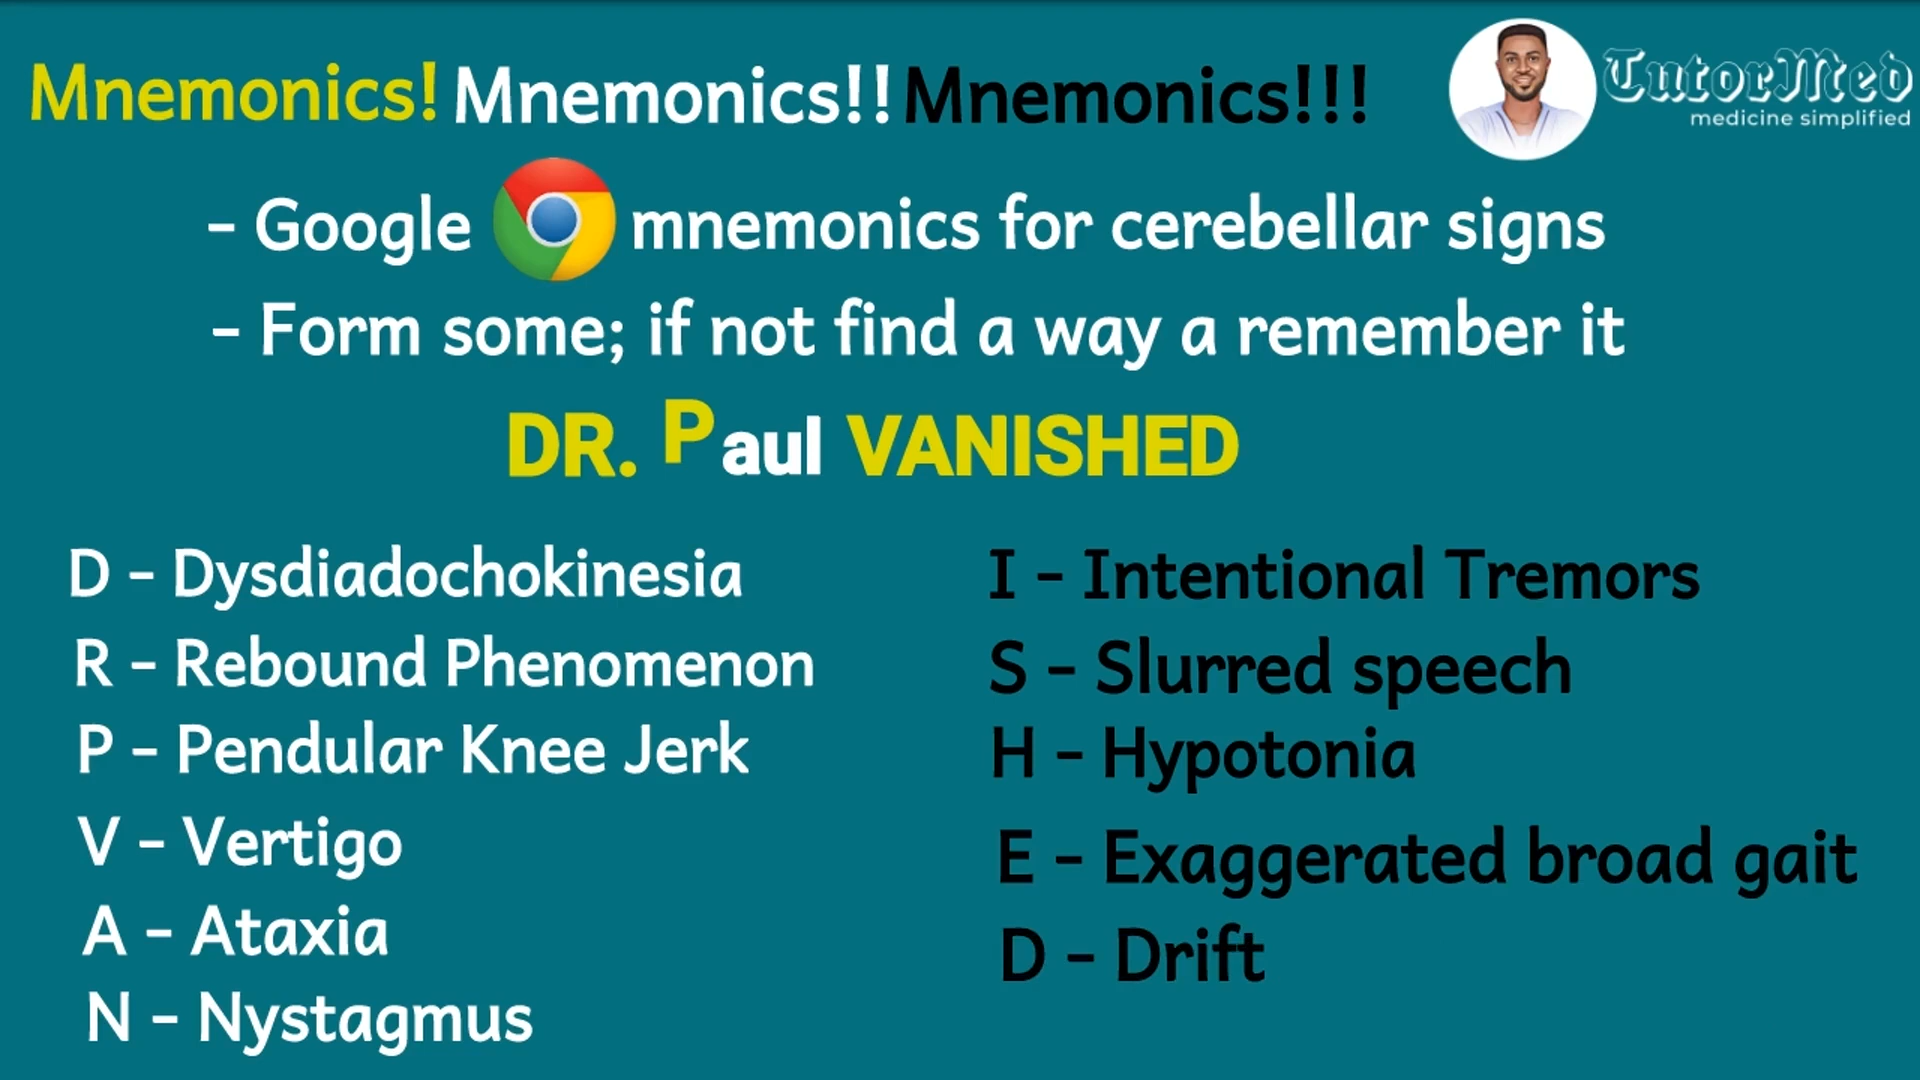 Mnemonics! Mnemonics!! Mnemonics!!!
TutorMed
medicine simplified
- Google mnemonics for cerebellar signs
- Form some; if not find a way a remember it
DR. Paul VANISHED
D - Dysdiadochokinesia
R - Rebound Phenomenon
P - Pendular Knee Jerk
V - Vertigo
A - Ataxia
N - Nystagmus
I - Intentional Tremors
S - Slurred speech
H - Hypotonia
E - Exaggerated broad gait
D - Drift